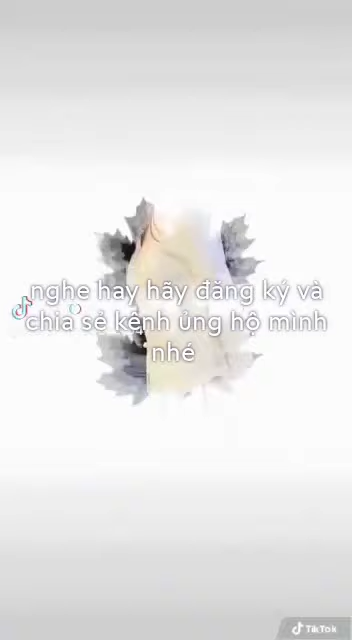 nghe hay hãy đăng ký và
chia sẻ kênh ủng hộ mình
nhé
TikTok